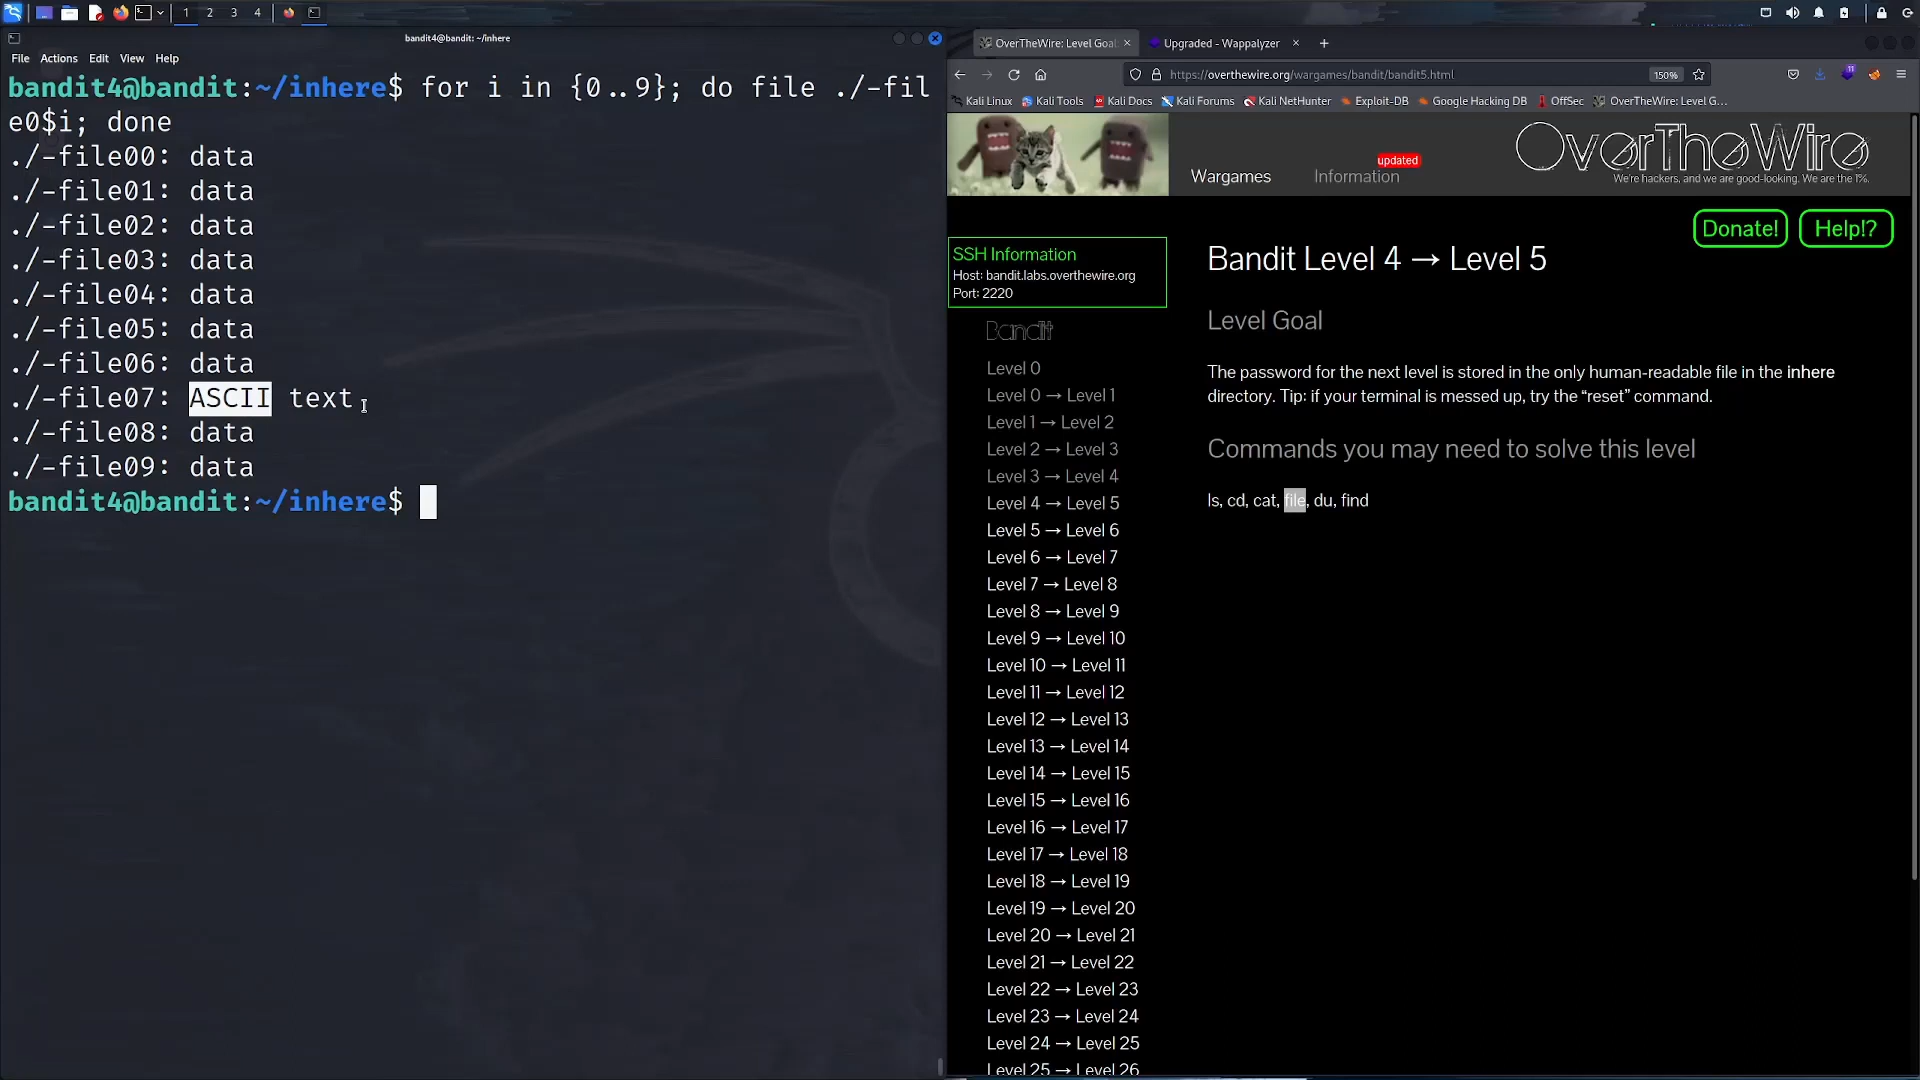 1 2 3 4
bandit4@bandit: ~/inhere
File Actions Edit View Help
bandit4@bandit:~/inhere$ for i in {0..9}; do file ./-fil
e0$i; done
./-file00: data
./-file01: data
./-file02: data
./-file03: data
./-file04: data
./-file05: data
./-file06: data
./-file07: ASCII text
./-file08: data
./-file09: data
bandit4@bandit:~/inhere$
OverTheWire: Level Goal
Upgraded - Wappalyzer
https://overthewire.org/wargames/bandit/bandit5.html
150%
11
Kali Linux Kali Tools Kali Docs Kali Forums Kali NetHunter Exploit-DB Google Hacking DB OffSec OverTheWire: Level G...
Wargames
Information
updated
OverTheWire
We're hackers, and we are good-looking. We are the 1%.
Donate! Help!?
SSH Information
Host: bandit.labs.overthewire.org
Port: 2220
Bandit
Level 0
Level 0 → Level 1
Level 1 → Level 2
Level 2 → Level 3
Level 3 → Level 4
Level 4 → Level 5
Level 5 → Level 6
Level 6 → Level 7
Level 7 → Level 8
Level 8 → Level 9
Level 9 → Level 10
Level 10 → Level 11
Level 11 → Level 12
Level 12 → Level 13
Level 13 → Level 14
Level 14 → Level 15
Level 15 → Level 16
Level 16 → Level 17
Level 17 → Level 18
Level 18 → Level 19
Level 19 → Level 20
Level 20 → Level 21
Level 21 → Level 22
Level 22 → Level 23
Level 23 → Level 24
Level 24 → Level 25
Level 25 → Level 26
Bandit Level 4 → Level 5
Level Goal
The password for the next level is stored in the only human-readable file in the inhere
directory. Tip: if your terminal is messed up, try the “reset” command.
Commands you may need to solve this level
ls, cd, cat, file, du, find